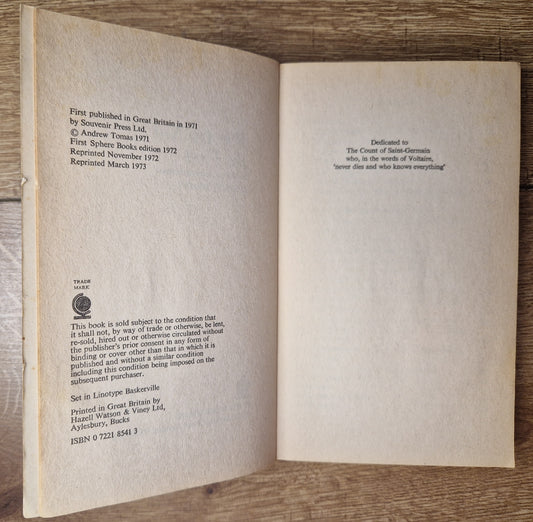 First published in Great Britain in 1971
by Souvenir Press Ltd.
© Andrew Tomas 1971
First Sphere Books edition 1972
Reprinted November 1972
Reprinted March 1973
TRADE
MARK
This book is sold subject to the condition that
it shall not, by way of trade or otherwise, be lent,
re-sold, hired out or otherwise circulated without
the publisher's prior consent in any form of
binding or cover other than that in which it is
published and without a similar condition
including this condition being imposed on the
subsequent purchaser.
Set in Linotype Baskerville
Printed in Great Britain by
Hazell Watson & Viney Ltd,
Aylesbury, Bucks
ISBN 0 7221 8541 3
Dedicated to
The Count of Saint-Germain
who, in the words of Voltaire,
'never dies and who knows everything'